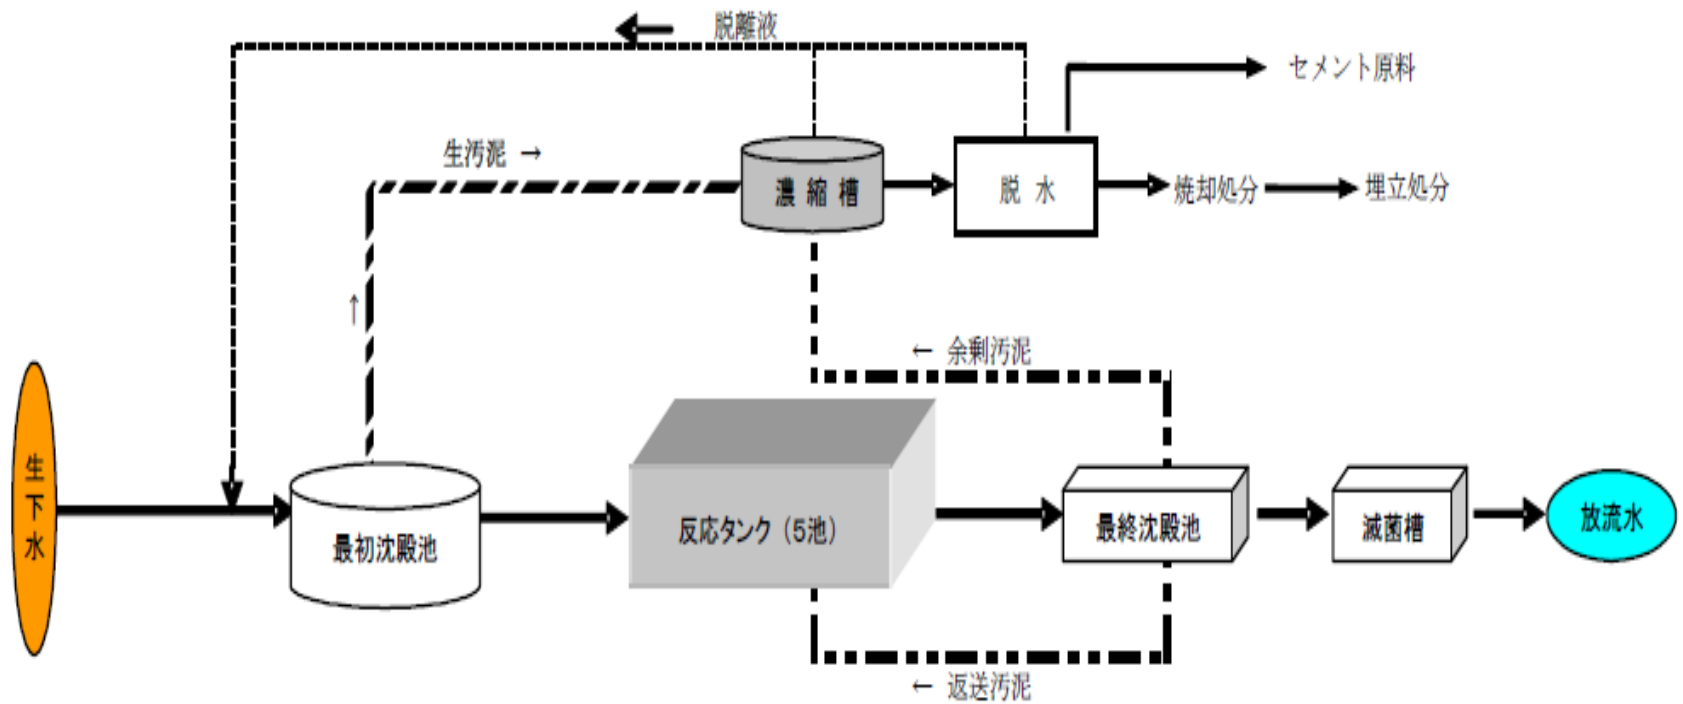 脱離液
セメント原料
生汚泥 →
濃縮槽
脱 水
焼却処分
埋立処分
↑
← 余剰汚泥
生下水
最初沈殿池
反応タンク（5池）
最終沈殿池
滅菌槽
放流水
← 返送汚泥